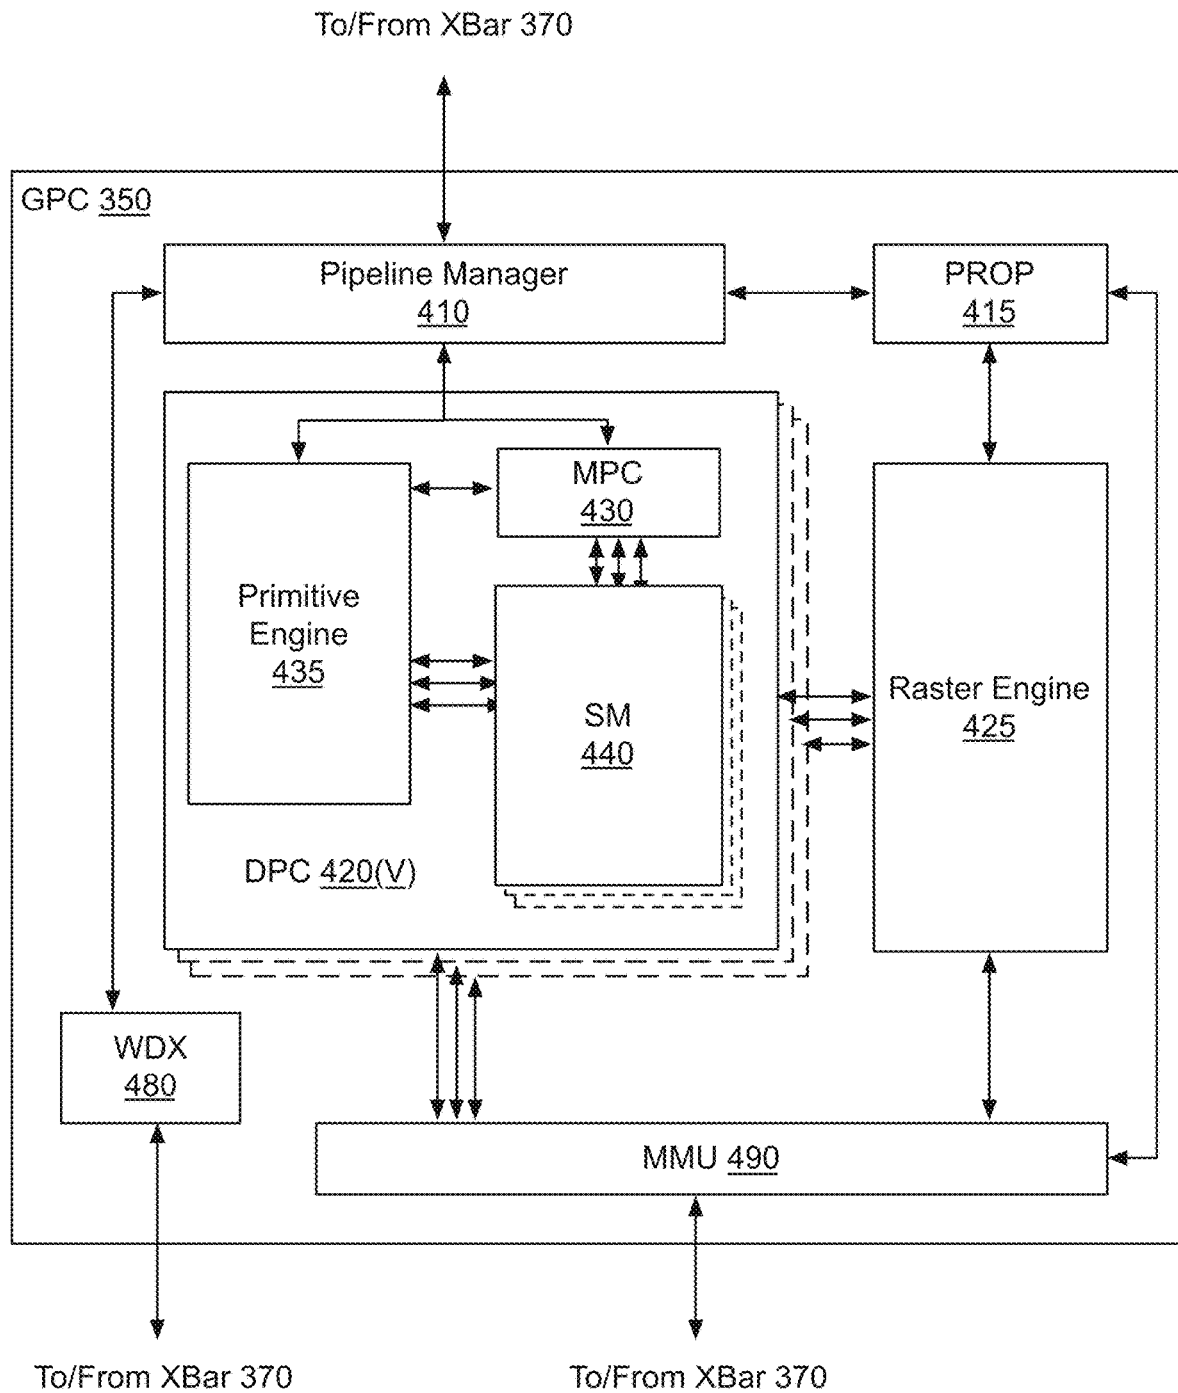 To/From XBar 370
GPC 350
Pipeline Manager
410
PROP
415
MPC
430
Primitive
Engine
435
SM
440
Raster Engine
425
DPC 420(V)
WDX
480
MMU 490
To/From XBar 370
To/From XBar 370